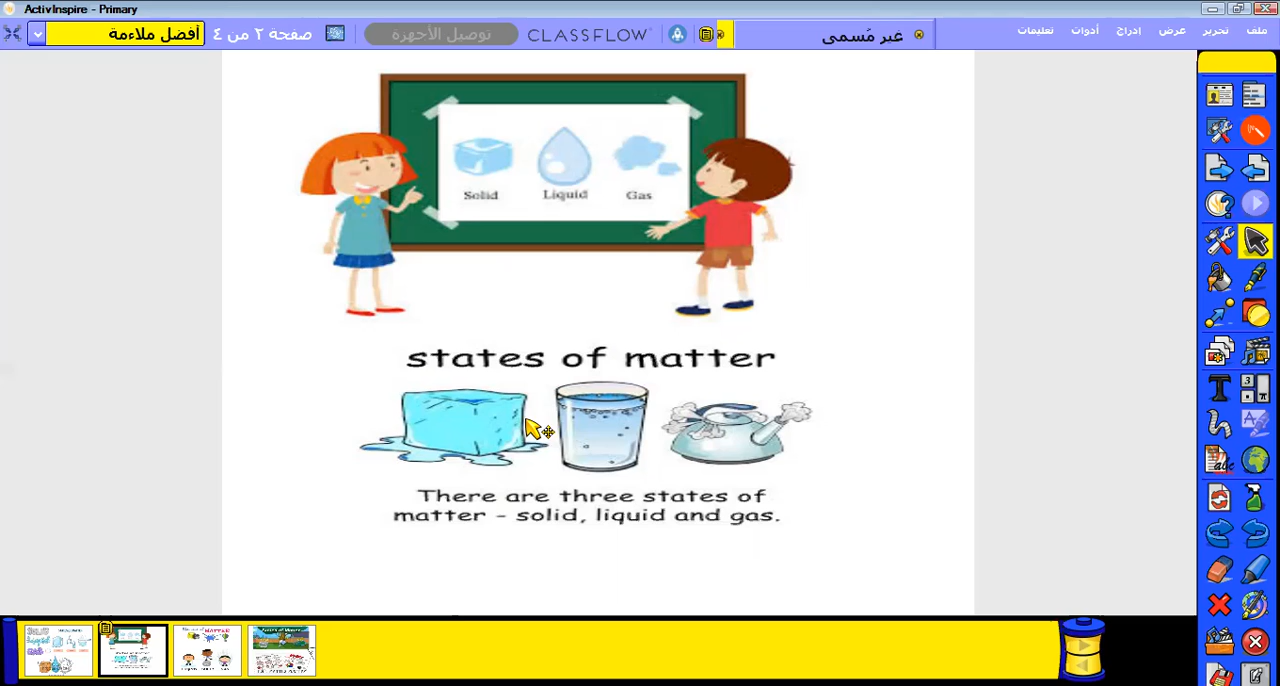 ActivInspire - Primary
أفضل ملاءمة
صفحة ٢ من ٤
توصيل الأجهزة
CLASSFLOW
غير مُسمى
ملف تحرير عرض ادراج أدوات تعليمات
Solid Liquid Gas
states of matter
There are three states of
matter - solid, liquid and gas.